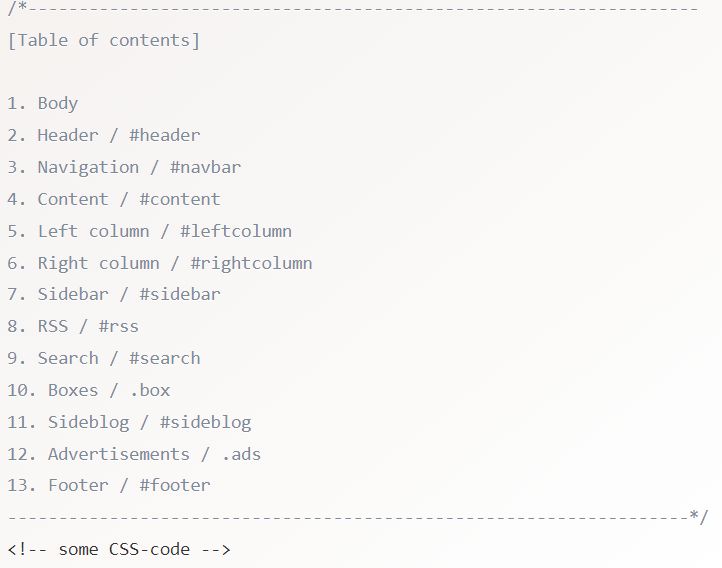 /*------------------------------------------------------------------
[Table of contents]

1. Body
2. Header / #header
3. Navigation / #navbar
4. Content / #content
5. Left column / #leftcolumn
6. Right column / #rightcolumn
7. Sidebar / #sidebar
8. RSS / #rss
9. Search / #search
10. Boxes / .box
11. Sideblog / #sideblog
12. Advertisements / .ads
13. Footer / #footer
-------------------------------------------------------------------*/
<!-- some CSS-code -->